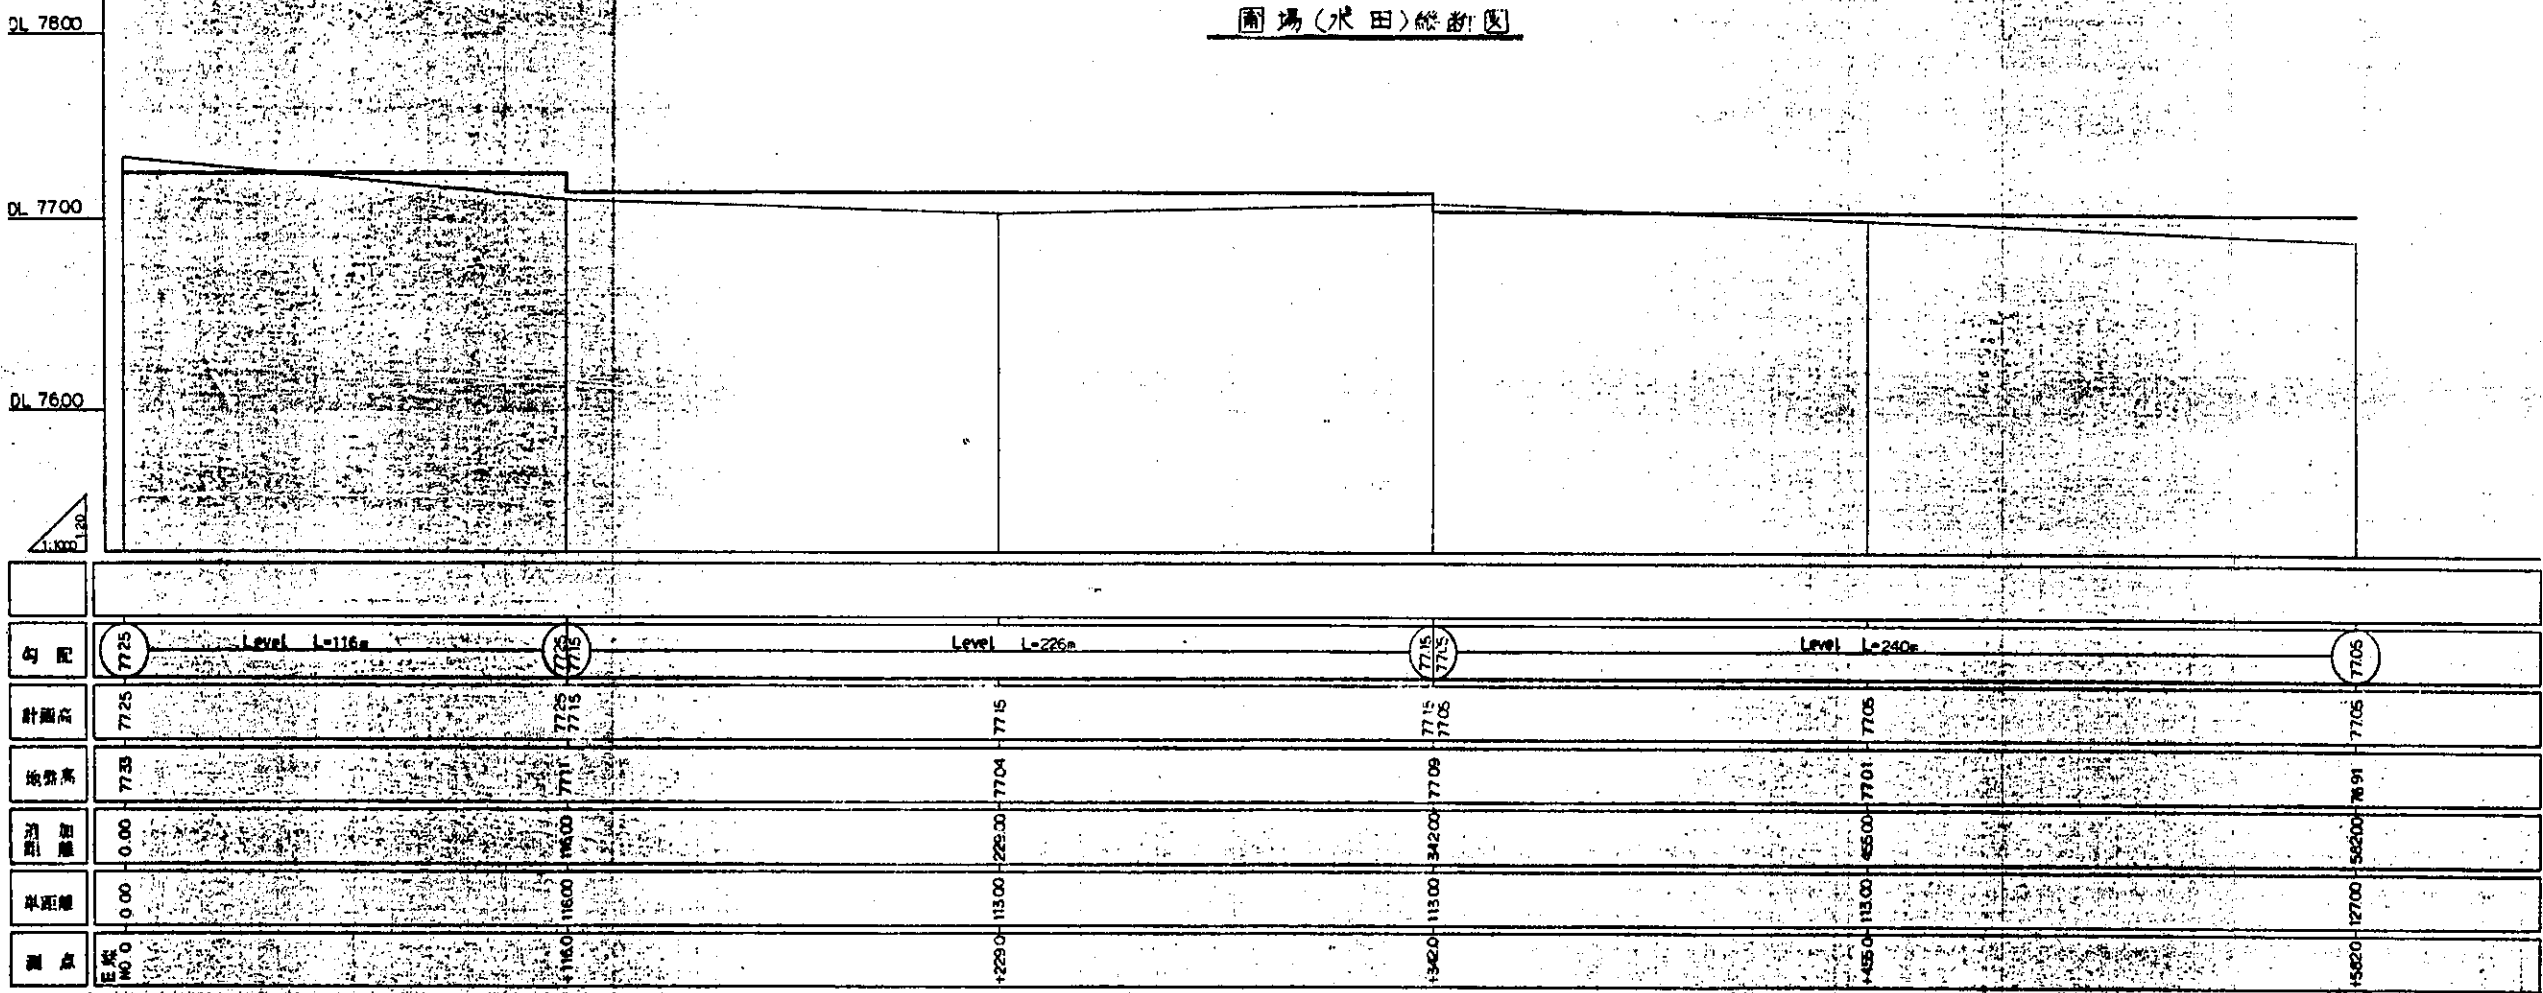 圃場(水田)縦断図
DL 78.00
DL 77.00
DL 76.00
1:20
1:1000
勾配 77.25 Level L=116m 77.25 77.15 Level L=226m 77.15 77.05 Level L=240m 77.05
計画高 77.25 77.25 77.15 77.15 77.15 77.05 77.05 77.05
地盤高 77.33 77.11 77.04 77.09 77.01 76.91
追加距離 0.00 116.00 229.00 342.00 455.00 582.00
単距離 0.00 116.00 113.00 113.00 113.00 127.00
測点 NO.0 +116.0 +229.0 +342.0 +455.0 +582.0